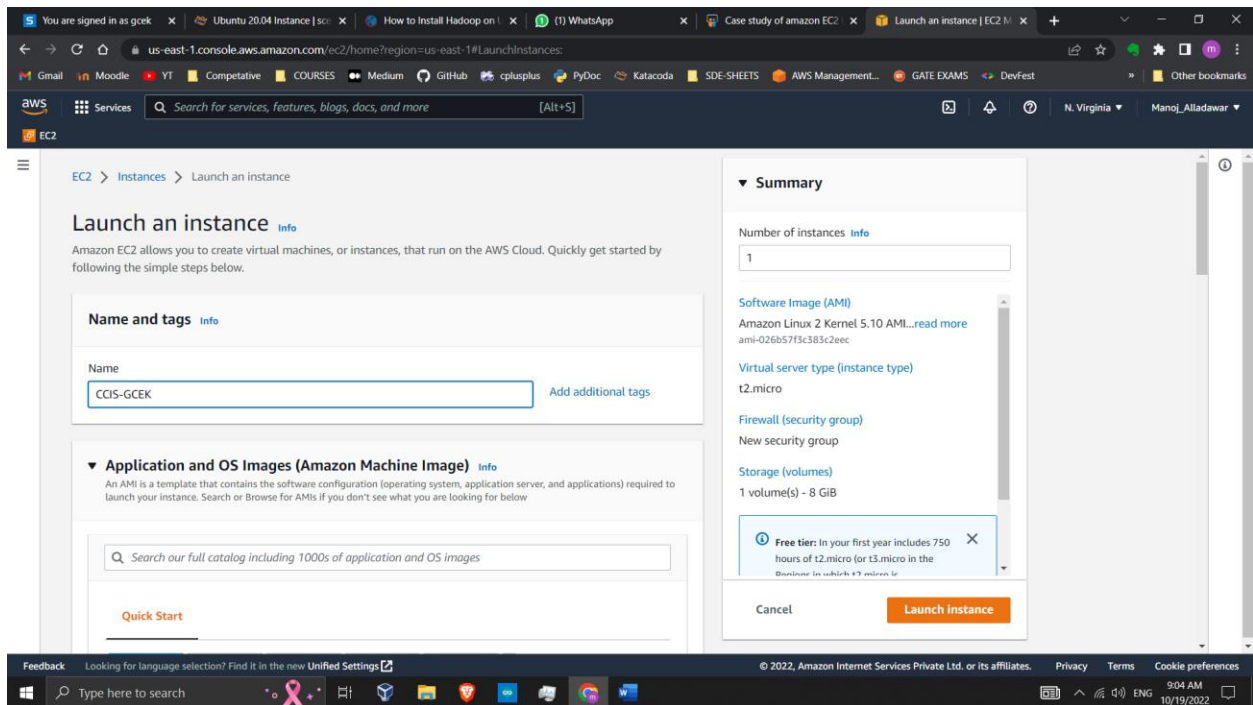 You are signed in as gcek
Ubuntu 20.04 Instance | sce
How to Install Hadoop on U
(1) WhatsApp
Case study of amazon EC2
Launch an instance | EC2 M
us-east-1.console.aws.amazon.com/ec2/home?region=us-east-1#LaunchInstances:
m
Gmail
Moodle
YT
Competative
COURSES
Medium
GitHub
cplusplus
PyDoc
Katacoda
SDE-SHEETS
AWS Management...
GATE EXAMS
DevFest
»
Other bookmarks
aws
Services
Search for services, features, blogs, docs, and more
[Alt+S]
N. Virginia ▼
Manoj_Alladawar ▼
EC2
EC2 > Instances > Launch an instance
Launch an instance Info
Amazon EC2 allows you to create virtual machines, or instances, that run on the AWS Cloud. Quickly get started by
following the simple steps below.
Name and tags Info
Name
CCIS-GCEK
Add additional tags
▼ Application and OS Images (Amazon Machine Image) Info
An AMI is a template that contains the software configuration (operating system, application server, and applications) required to
launch your instance. Search or Browse for AMIs if you don't see what you are looking for below
Search our full catalog including 1000s of application and OS images
Quick Start
▼ Summary
Number of instances Info
1
Software Image (AMI)
Amazon Linux 2 Kernel 5.10 AMI...read more
ami-026b57f3c383c2eec
Virtual server type (instance type)
t2.micro
Firewall (security group)
New security group
Storage (volumes)
1 volume(s) - 8 GiB
Free tier: In your first year includes 750
hours of t2.micro (or t3.micro in the
Regions in which t2.micro is
Cancel
Launch instance
Feedback
Looking for language selection? Find it in the new Unified Settings
© 2022, Amazon Internet Services Private Ltd. or its affiliates.
Privacy
Terms
Cookie preferences
Type here to search
ENG
9:04 AM
10/19/2022